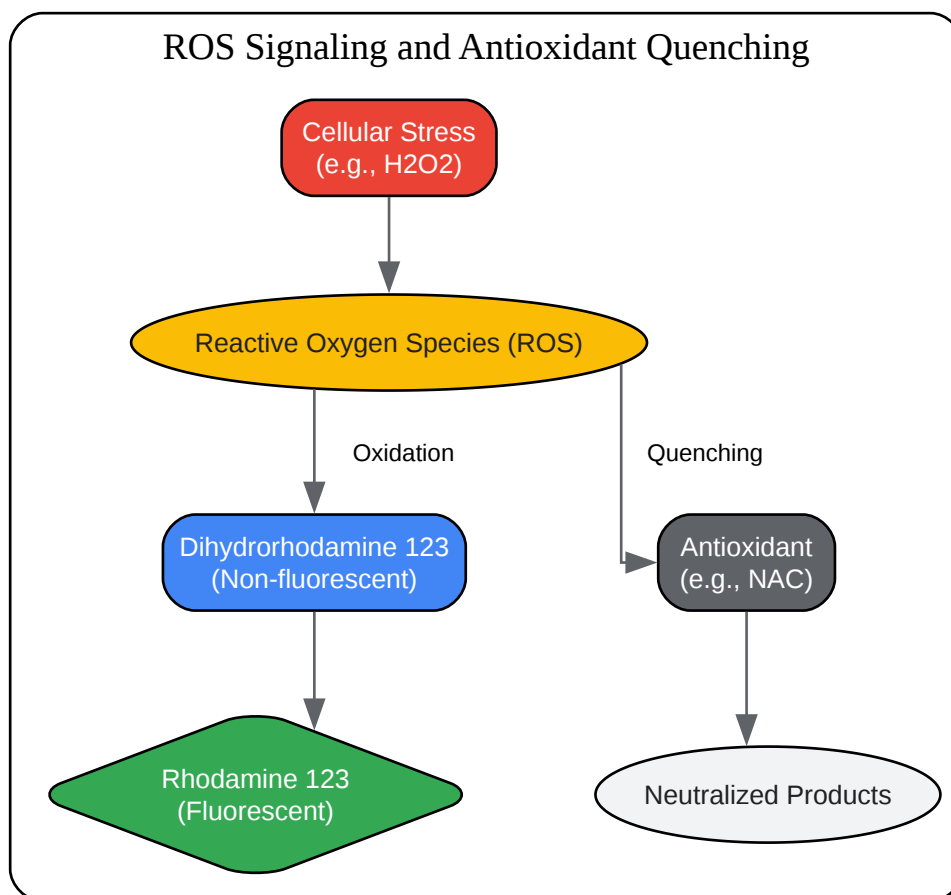 ROS Signaling and Antioxidant Quenching
Cellular Stress
(e.g., H2O2)
Reactive Oxygen Species (ROS)
Oxidation
Quenching
Dihydrorhodamine 123
(Non-fluorescent)
Antioxidant
(e.g., NAC)
Rhodamine 123
(Fluorescent)
Neutralized Products